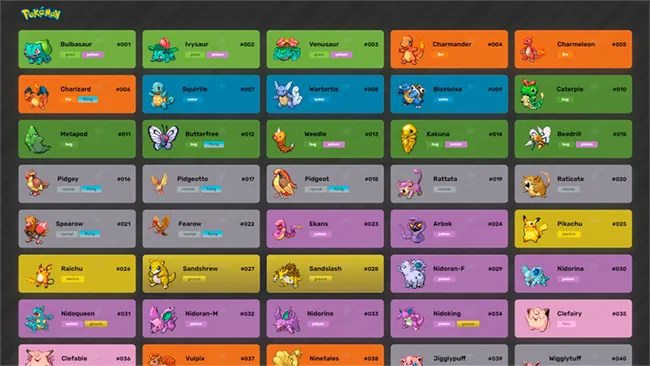 POKéMON
Bulbasaur #001
grass poison
Ivysaur #002
grass poison
Venusaur #003
grass poison
Charmander #004
fire
Charmeleon #005
fire
Charizard #006
fire flying
Squirtle #007
water
Wartortle #008
water
Blastoise #009
water
Caterpie #010
bug
Metapod #011
bug
Butterfree #012
bug flying
Weedle #013
bug poison
Kakuna #014
bug poison
Beedrill #015
bug poison
Pidgey #016
normal flying
Pidgeotto #017
normal flying
Pidgeot #018
normal flying
Rattata #019
normal
Raticate #020
normal
Spearow #021
normal flying
Fearow #022
normal flying
Ekans #023
poison
Arbok #024
poison
Pikachu #025
electric
Raichu #026
electric
Sandshrew #027
ground
Sandslash #028
ground
Nidoran-F #029
poison
Nidorina #030
poison
Nidoqueen #031
poison ground
Nidoran-M #032
poison
Nidorino #033
poison
Nidoking #034
poison ground
Clefairy #035
fairy
Clefable #036
Vulpix #037
Ninetales #038
Jigglypuff #039
Wigglytuff #040